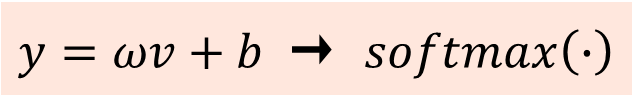 y = ωv + b → softmax(·)